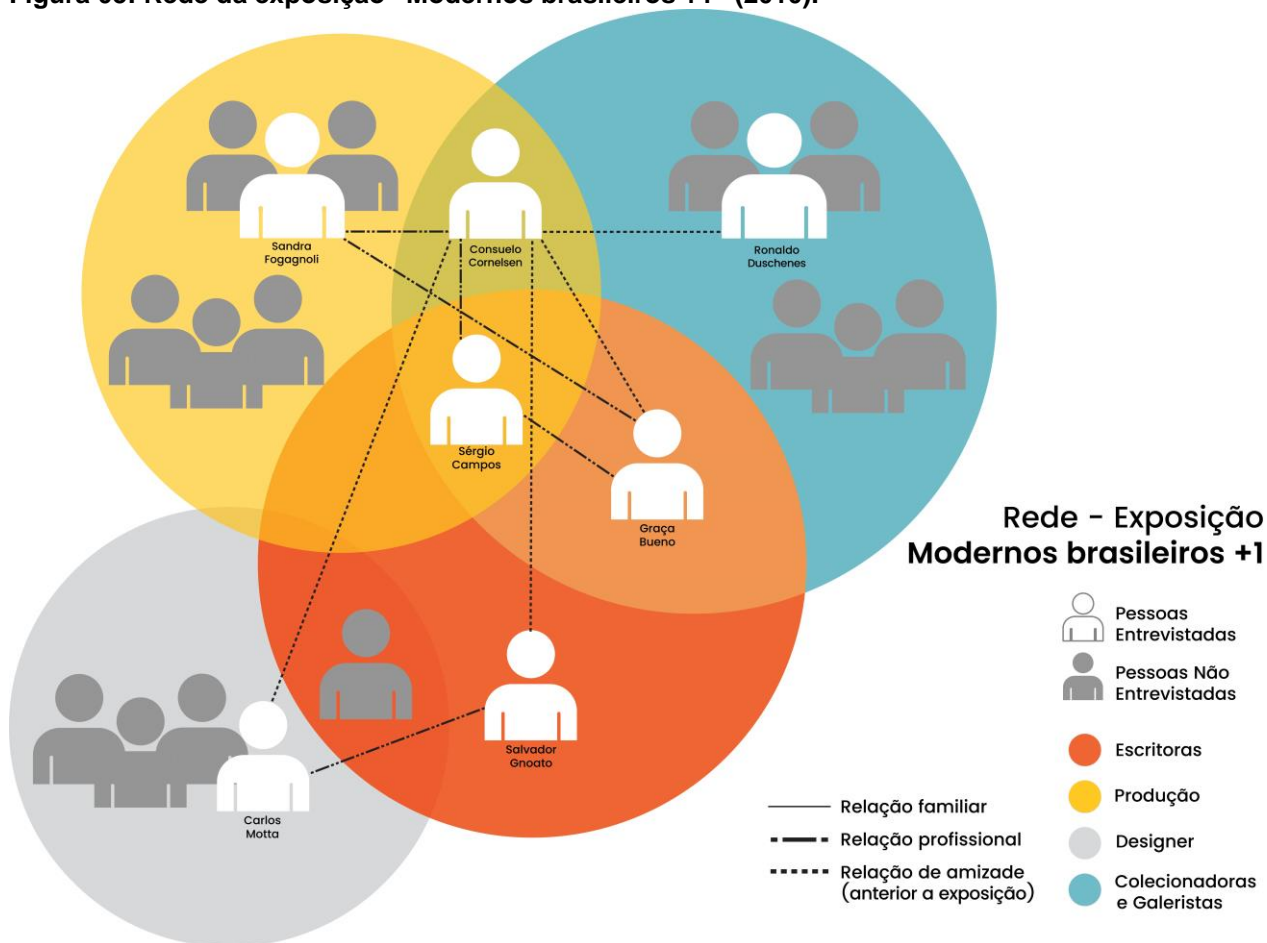 Figura 63: Rede da exposição "Modernos brasileiros +1" (2010).
Sandra
Fogagnoli
Consuelo
Cornelsen
Ronaldo
Duschenes
Sérgio
Campos
Graça
Bueno
Salvador
Gnoato
Carlos
Motta
Rede - Exposição
Modernos brasileiros +1
Pessoas
Entrevistadas
Pessoas Não
Entrevistadas
Escritoras
Produção
Designer
Colecionadoras
e Galeristas
Relação familiar
Relação profissional
Relação de amizade
(anterior a exposição)